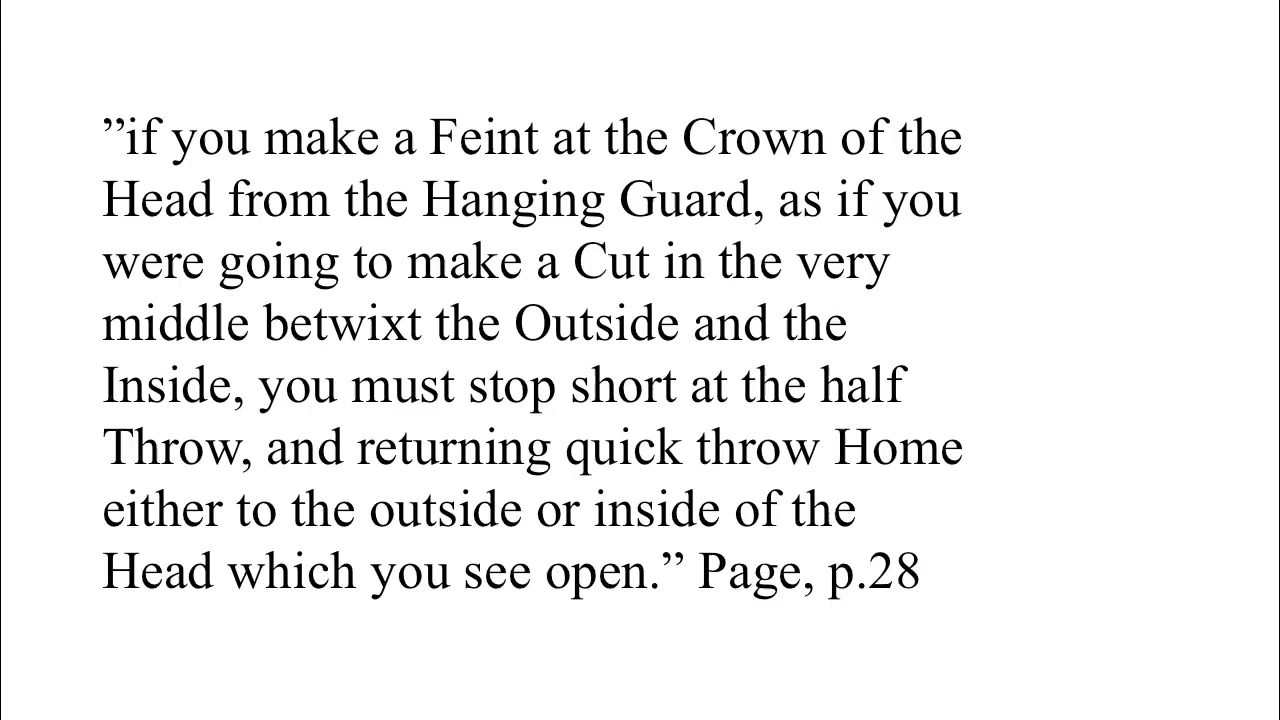 ”if you make a Feint at the Crown of the
Head from the Hanging Guard, as if you
were going to make a Cut in the very
middle betwixt the Outside and the
Inside, you must stop short at the half
Throw, and returning quick throw Home
either to the outside or inside of the
Head which you see open.” Page, p.28